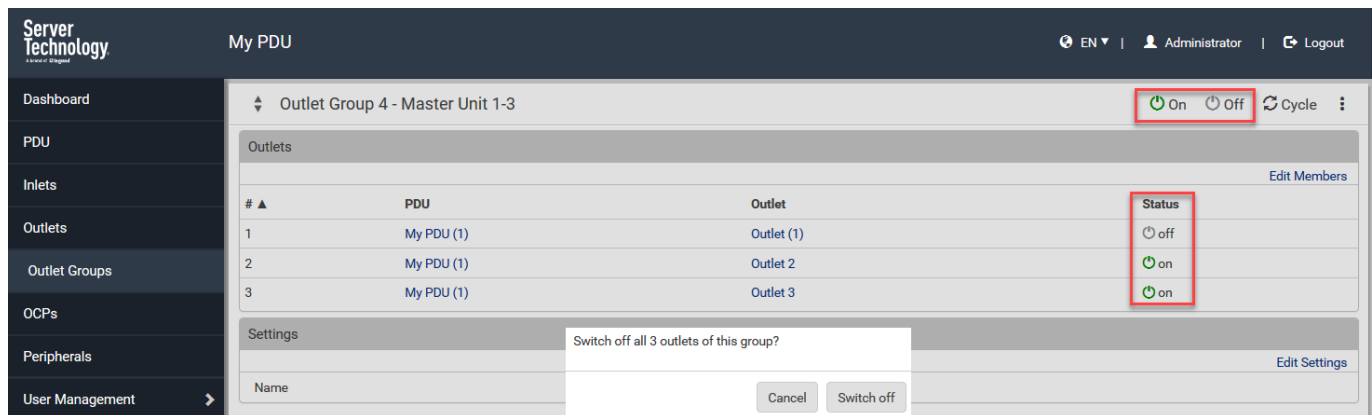 Server
Technology.
A brand of Legrand
My PDU
EN ▼ | Administrator | Logout
Dashboard
PDU
Inlets
Outlets
Outlet Groups
OCPs
Peripherals
User Management
Outlet Group 4 - Master Unit 1-3
On Off Cycle
Outlets
Edit Members
# ▲ PDU Outlet Status
1 My PDU (1) Outlet (1) off
2 My PDU (1) Outlet 2 on
3 My PDU (1) Outlet 3 on
Settings
Edit Settings
Name
Switch off all 3 outlets of this group?
Cancel Switch off